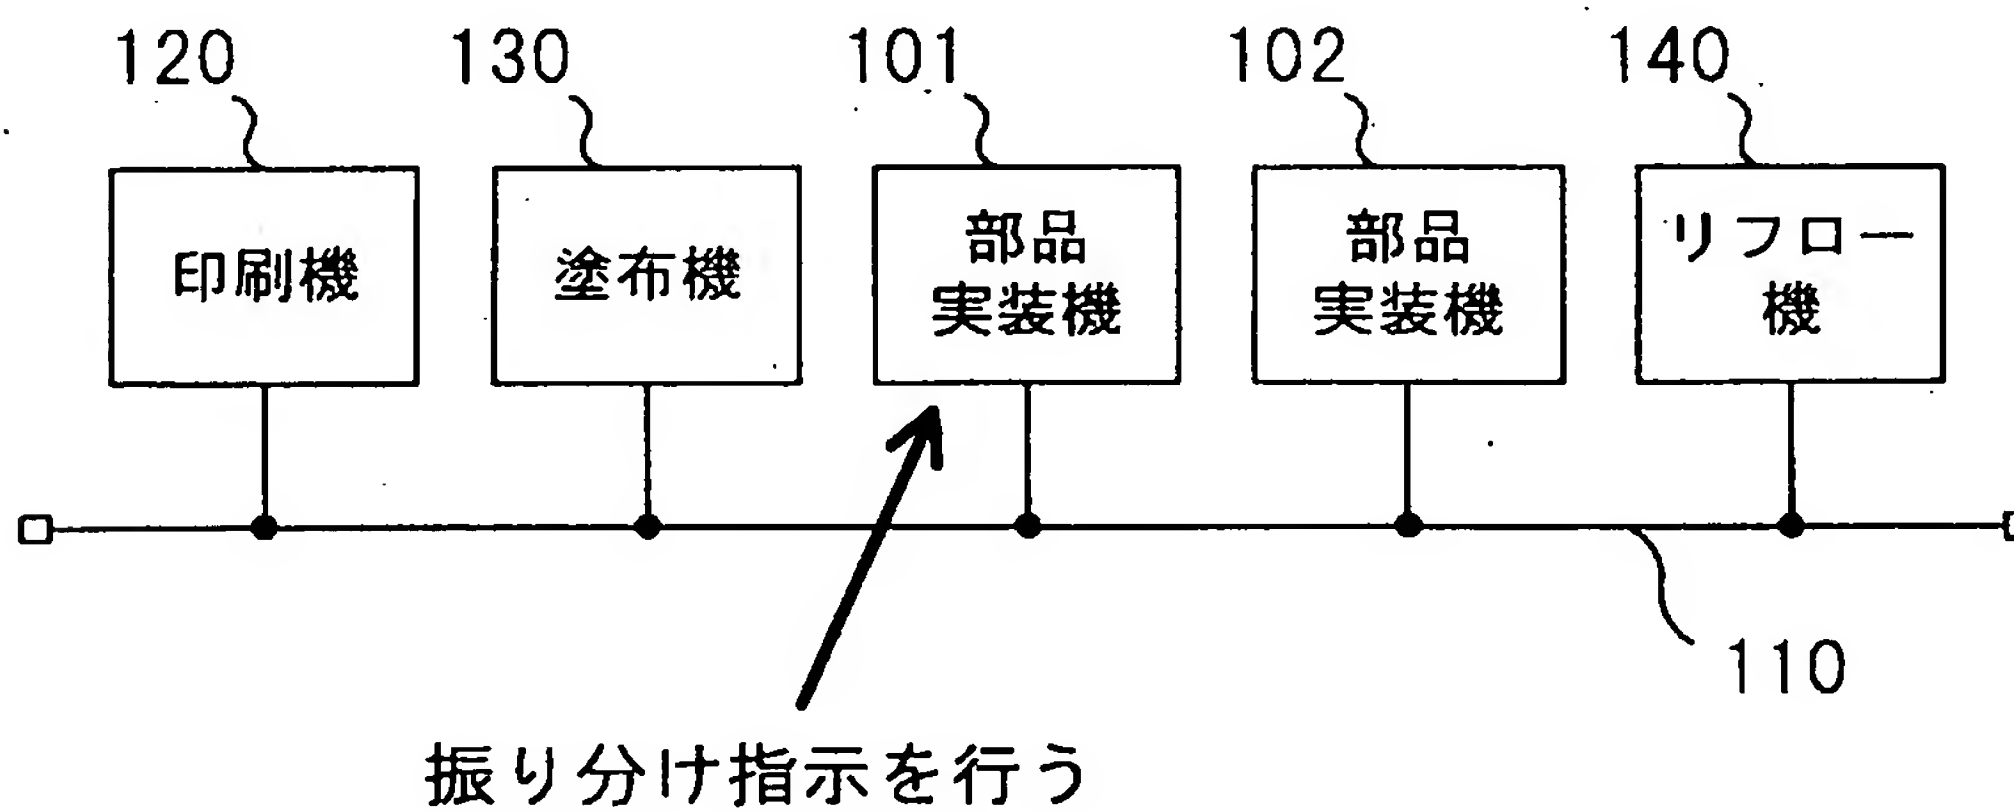 120 130 101 102 140
印刷機
塗布機
部品
実装機
部品
実装機
リフロー
機
110
振り分け指示を行う